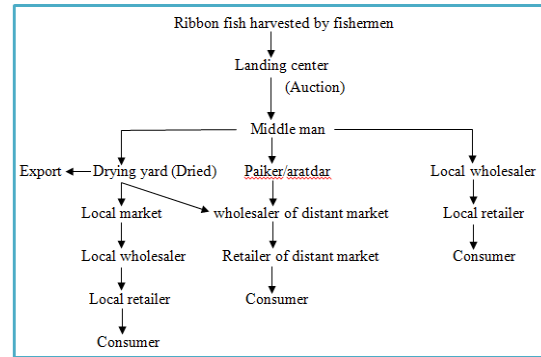 Ribbon fish harvested by fishermen
Landing center
(Auction)
Middle man
Export
Drying yard (Dried)
Paiker/aratdar
Local wholesaler
Local market
wholesaler of distant market
Local retailer
Local wholesaler
Retailer of distant market
Consumer
Local retailer
Consumer
Consumer